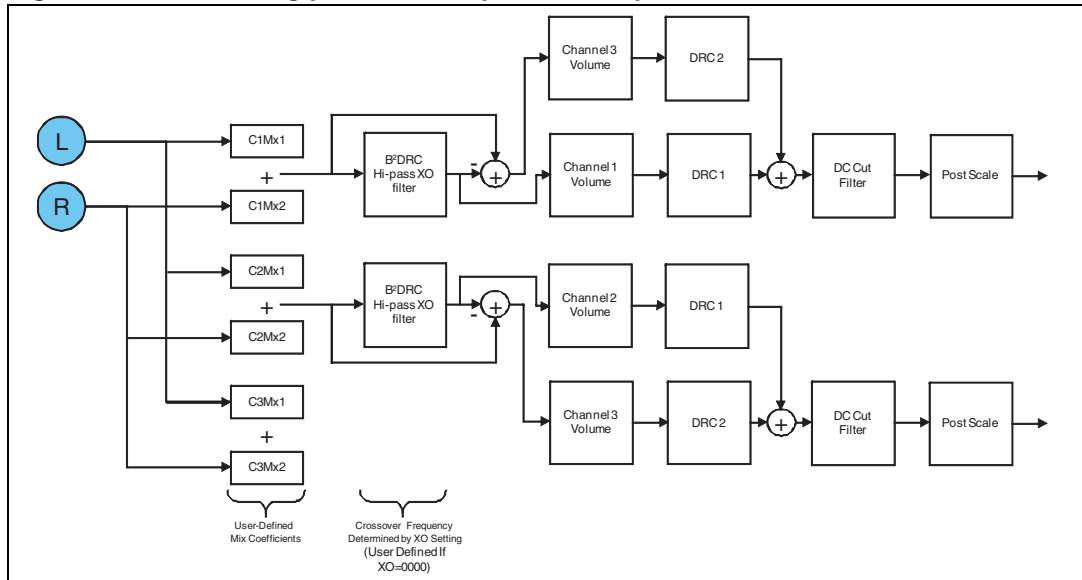 Channel 3
Volume
DRC 2
L
R
C1Mx1
+
C1Mx2
B²DRC
Hi-pass XO
filter
-
+
Channel 1
Volume
DRC 1
+
DC Cut
Filter
Post Scale
C2Mx1
+
C2Mx2
B²DRC
Hi-pass XO
filter
-
+
Channel 2
Volume
DRC 1
C3Mx1
+
C3Mx2
Channel 3
Volume
DRC 2
+
DC Cut
Filter
Post Scale
User-Defined
Mix Coefficients
Crossover Frequency
Determined by XO Setting
(User Defined If
XO=0000)